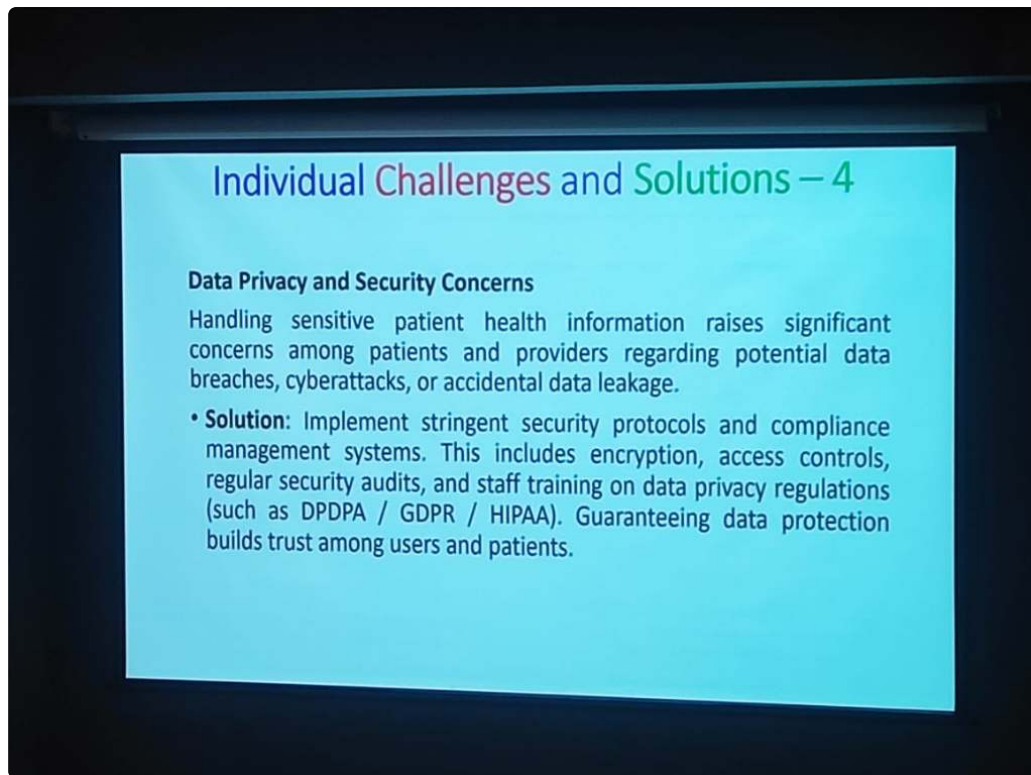 Individual Challenges and Solutions – 4
Data Privacy and Security Concerns
Handling sensitive patient health information raises significant
concerns among patients and providers regarding potential data
breaches, cyberattacks, or accidental data leakage.
• Solution: Implement stringent security protocols and compliance
management systems. This includes encryption, access controls,
regular security audits, and staff training on data privacy regulations
(such as DPDPA / GDPR / HIPAA). Guaranteeing data protection
builds trust among users and patients.